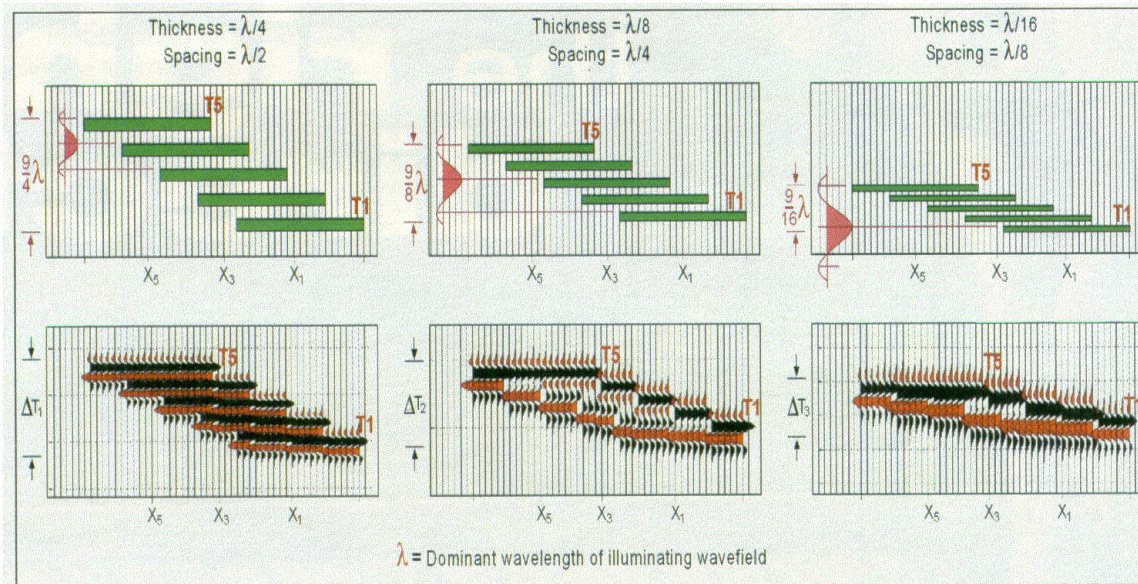 Thickness = λ/4
Spacing = λ/2
Thickness = λ/8
Spacing = λ/4
Thickness = λ/16
Spacing = λ/8
T5
9/4 λ
T1
X₅ X₃ X₁
T5
9/8 λ
T1
X₅ X₃ X₁
T5
9/16 λ
T1
X₅ X₃ X₁
T5
ΔT₁
T1
X₅ X₃ X₁
T5
ΔT₂
T1
X₅ X₃ X₁
T5
ΔT₃
T1
X₅ X₃ X₁
λ = Dominant wavelength of illuminating wavefield